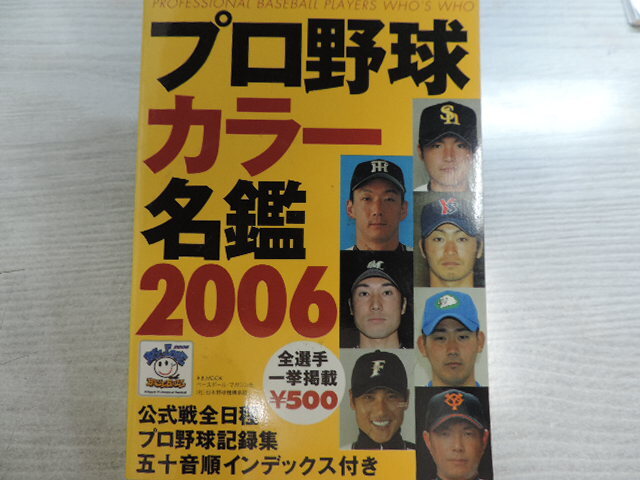 PROFESSIONAL BASEBALL PLAYERS WHO'S WHO
プロ野球
カラー
名鑑
2006
全選手
一挙掲載
¥500
公式戦全日程
プロ野球記録集
五十音順インデックス付き